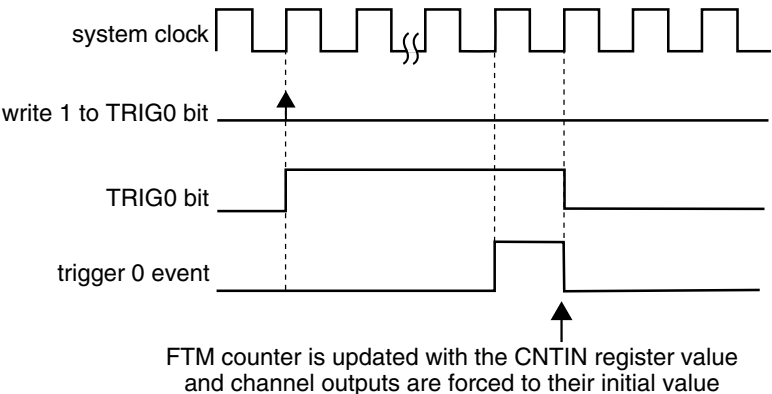 system clock
write 1 to TRIG0 bit
TRIG0 bit
trigger 0 event
FTM counter is updated with the CNTIN register value
and channel outputs are forced to their initial value